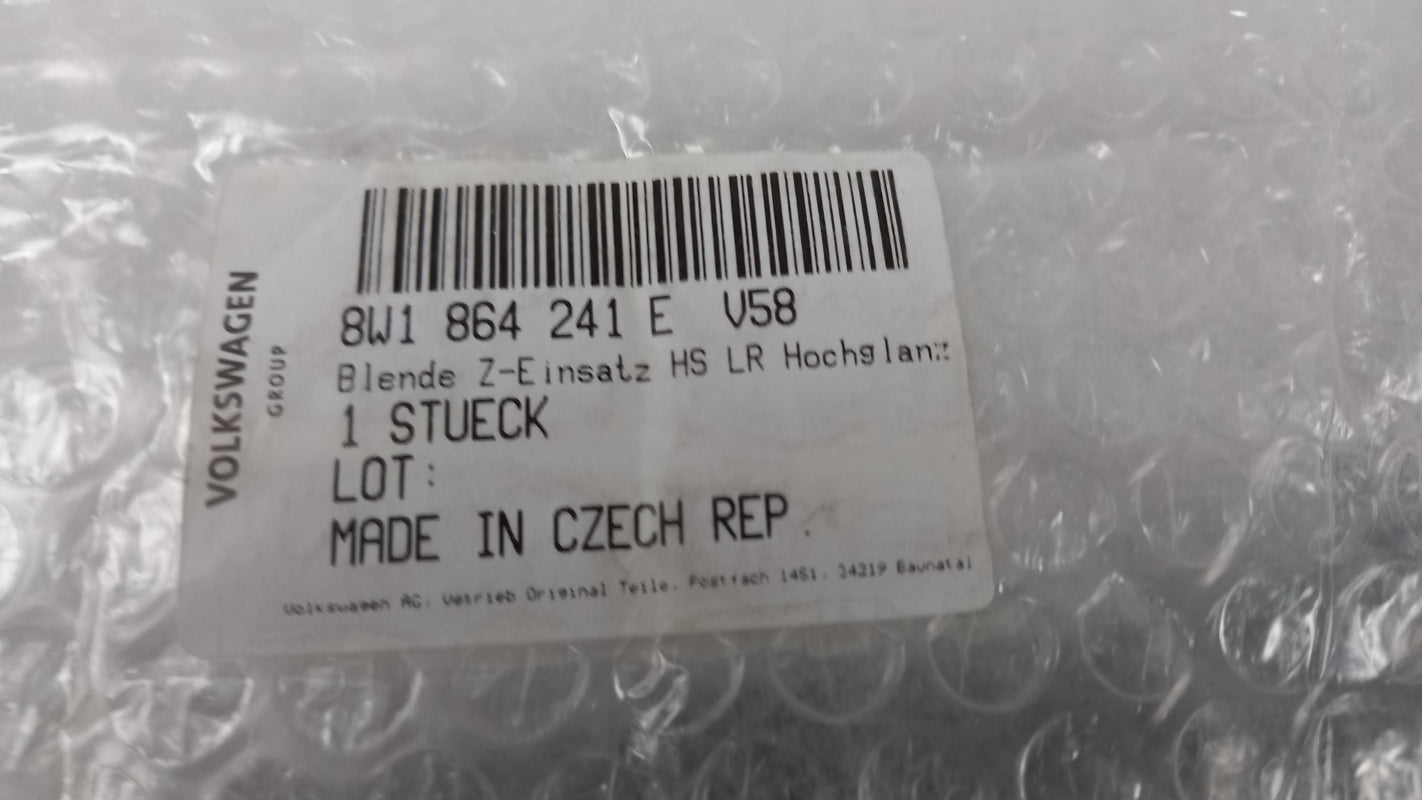 VOLKSWAGEN
GROUP
8W1 864 241 E V58
Blende Z-Einsatz HS LR Hochglanz
1 STUECK
LOT:
MADE IN CZECH REP.
Volkswagen AG. Vetrieb Original Teile. Postfach 1451. 34219 Baunatal